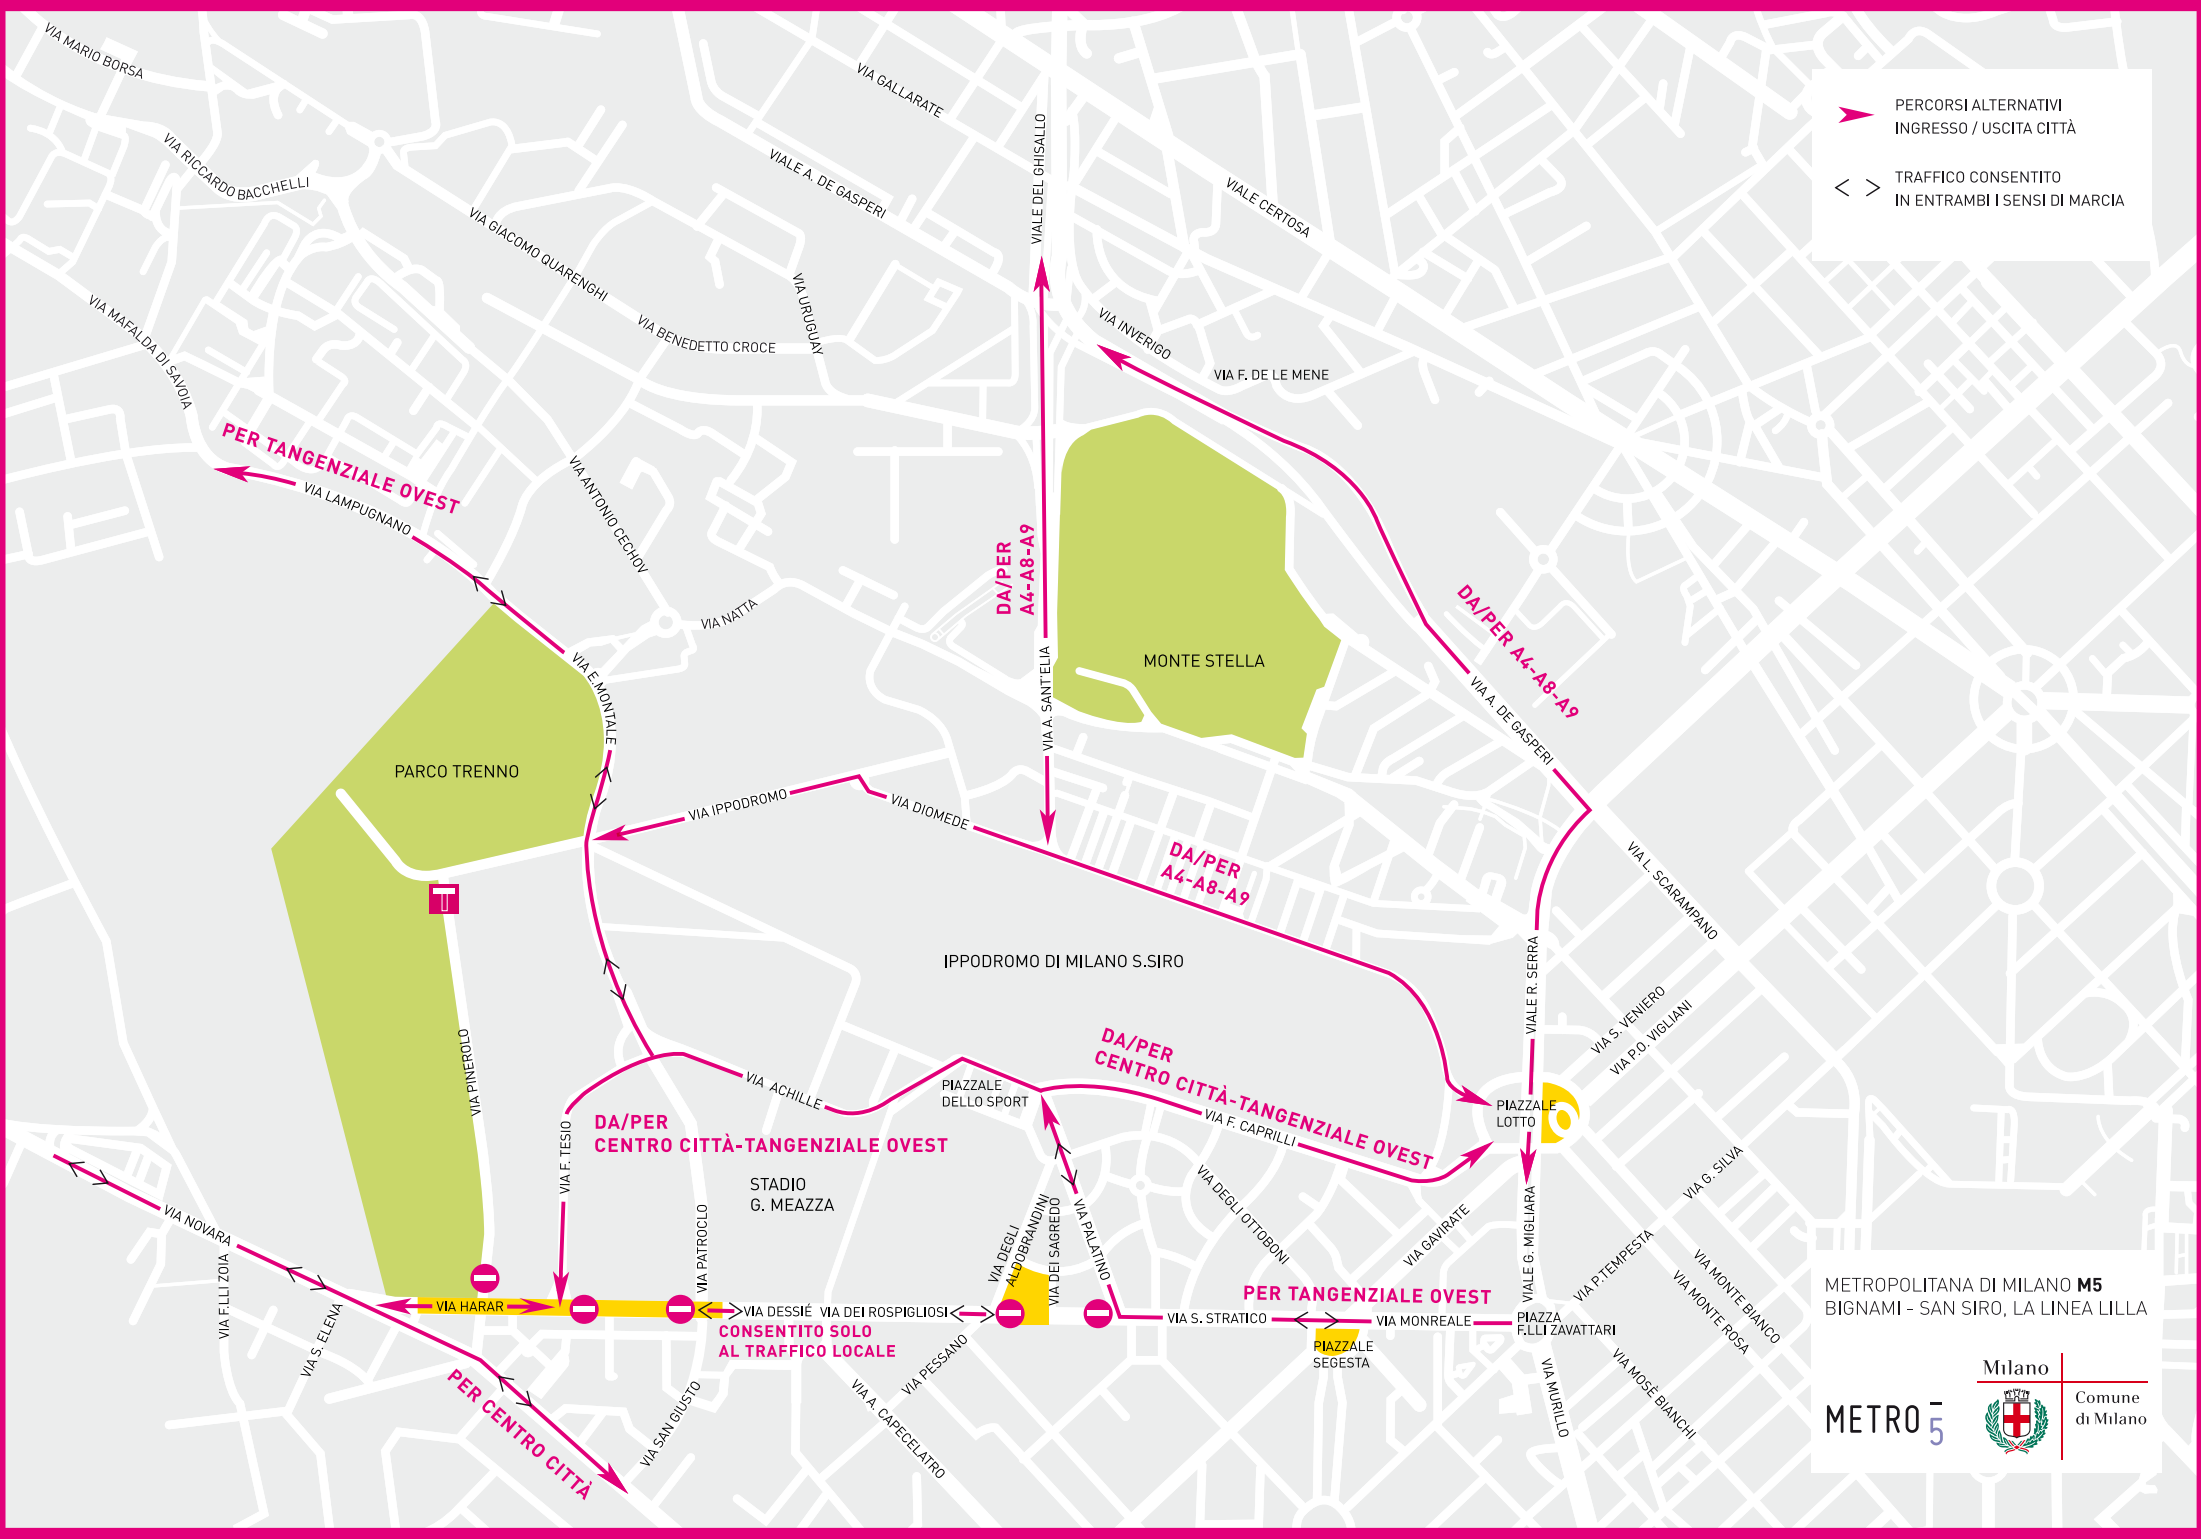 VIA MARIO BORSA
VIA RICCARDO BACCHELLI
VIA MAFALDA DI SAVOIA
VIA GIACOMO QUARENGHI
VIA BENEDETTO CROCE
VIA URUGUAY
VIA GALLARATE
VIALE A. DE GASPERI
VIALE DEL GHISALLO
VIALE CERTOSA
VIA INVERIGO
VIA F. DE LE MENE
PERCORSI ALTERNATIVI
INGRESSO / USCITA CITTÀ
TRAFFICO CONSENTITO
IN ENTRAMBI I SENSI DI MARCIA
PER TANGENZIALE OVEST
VIA LAMPUGNANO
VIA ANTONIO CECHOV
VIA NATTA
VIA E.MONTALE
DA/PER
A4-A8-A9
VIA A. SANT'ELIA
MONTE STELLA
DA/PER A4-A8-A9
VIA A. DE GASPERI
PARCO TRENNO
VIA IPPODROMO
VIA DIOMEDE
DA/PER
A4-A8-A9
VIA L. SCARAMPANO
IPPODROMO DI MILANO S.SIRO
VIALE R. SERRA
VIA S. VENIERO
VIA P.O. VIGLIANI
VIA PINEROLO
VIA ACHILLE
PIAZZALE
DELLO SPORT
DA/PER
CENTRO CITTÀ-TANGENZIALE OVEST
VIA F. CAPRILLI
PIAZZALE
LOTTO
VIA F. TESIO
DA/PER
CENTRO CITTÀ-TANGENZIALE OVEST
STADIO
G. MEAZZA
VIA PATROCLO
VIA DEGLI
ALDOBRANDINI
VIA DEI SAGREDO
VIA PALATINO
VIA DEGLI OTTOBONI
VIA GAVIRATE
VIALE G. MIGLIARA
VIA G. SILVA
VIA P.TEMPESTA
VIA MONTE BIANCO
VIA MONTE ROSA
VIA NOVARA
VIA F.LLI ZOIA
VIA S. ELENA
VIA HARAR
VIA DESSIÉ
VIA DEI ROSPIGLIOSI
CONSENTITO SOLO
AL TRAFFICO LOCALE
VIA PESSANO
VIA A. CAPECELATRO
VIA SAN GIUSTO
PER CENTRO CITTÀ
PER TANGENZIALE OVEST
VIA S. STRATICO
VIA MONREALE
PIAZZALE
SEGESTA
PIAZZA
F.LLI ZAVATTARI
VIA MURILLO
VIA MOSÈ BIANCHI
METROPOLITANA DI MILANO M5
BIGNAMI - SAN SIRO, LA LINEA LILLA
METRO 5
Milano
Comune
di Milano